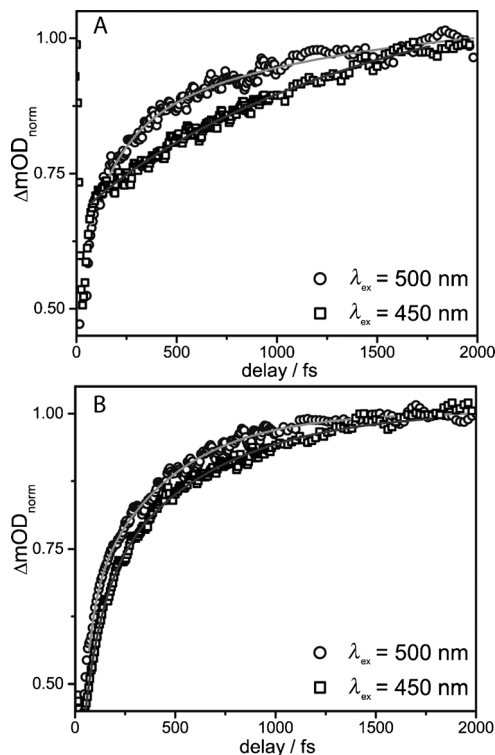 A
1.00
0.75
0.50
ΔmOD_norm
λ_ex = 500 nm
λ_ex = 450 nm
0 500 1000 1500 2000
delay / fs
B
1.00
0.75
0.50
ΔmOD_norm
λ_ex = 500 nm
λ_ex = 450 nm
0 500 1000 1500 2000
delay / fs